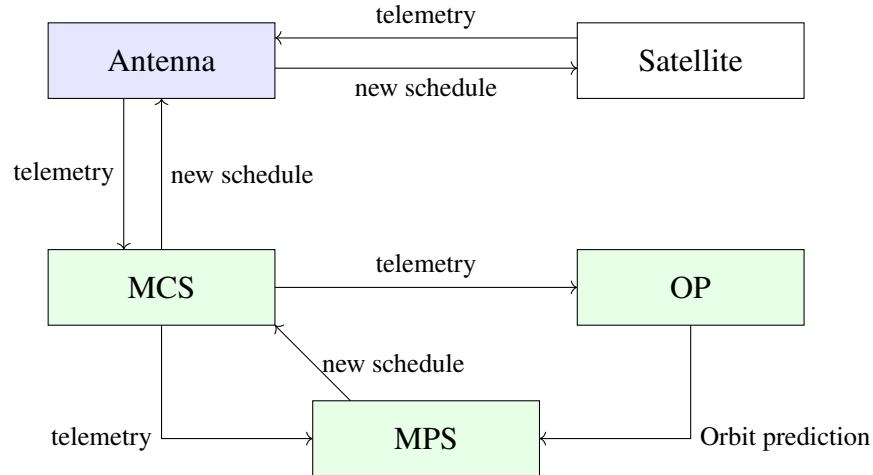 telemetry
Antenna
Satellite
new schedule
telemetry
new schedule
telemetry
MCS
OP
new schedule
telemetry
MPS
Orbit prediction